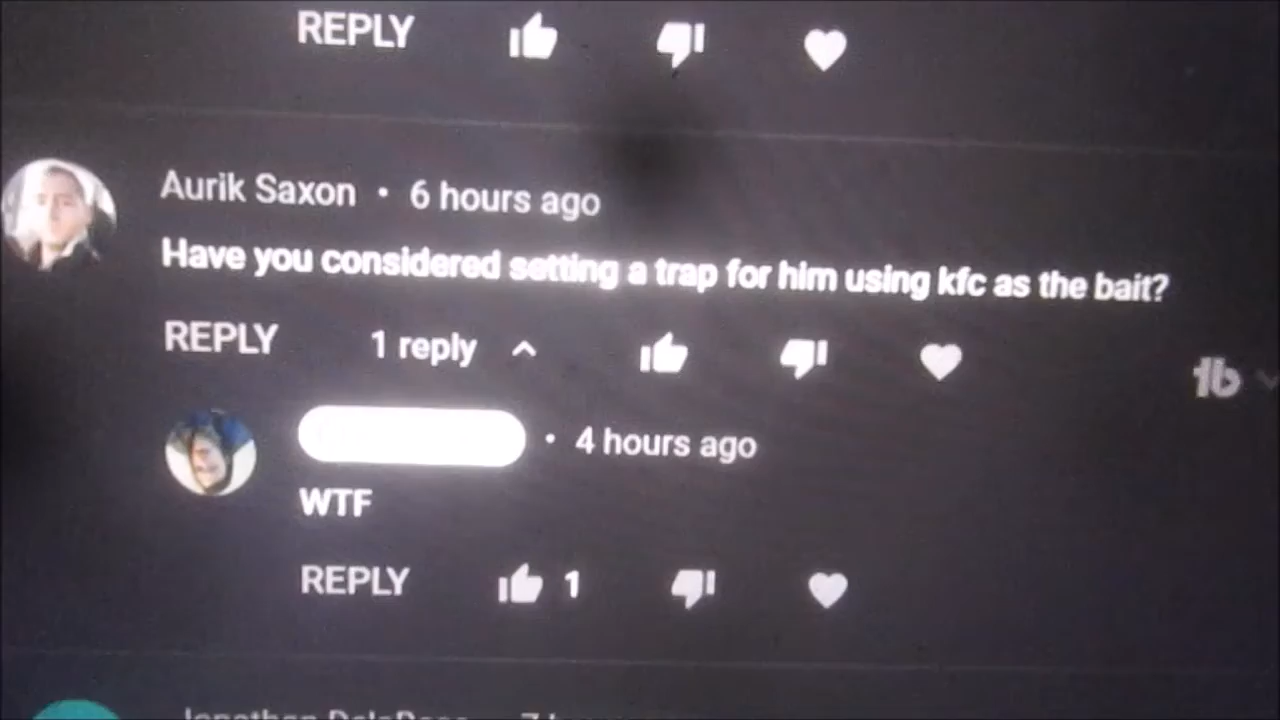 REPLY
Aurik Saxon • 6 hours ago
Have you considered setting a trap for him using kfc as the bait?
REPLY 1 reply
• 4 hours ago
WTF
REPLY 1